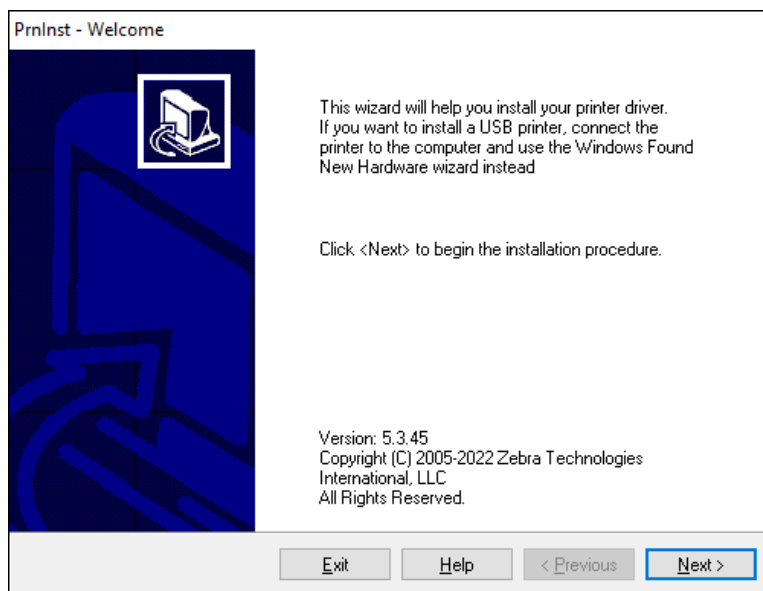 PrnInst - Welcome
This wizard will help you install your printer driver.
If you want to install a USB printer, connect the
printer to the computer and use the Windows Found
New Hardware wizard instead
Click <Next> to begin the installation procedure.
Version: 5.3.45
Copyright (C) 2005-2022 Zebra Technologies
International, LLC
All Rights Reserved.
Exit Help < Previous Next >